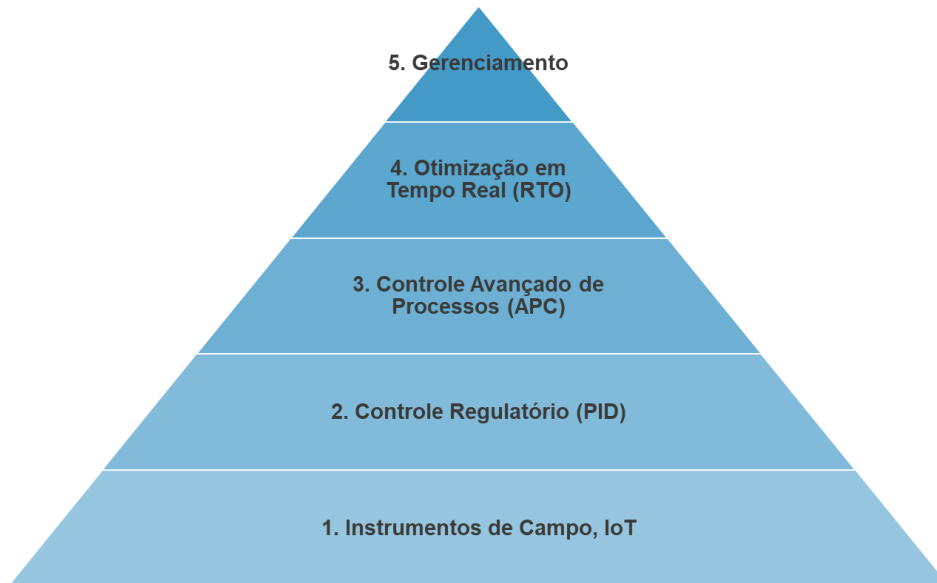 5. Gerenciamento
4. Otimização em
Tempo Real (RTO)
3. Controle Avançado de
Processos (APC)
2. Controle Regulatório (PID)
1. Instrumentos de Campo, IoT